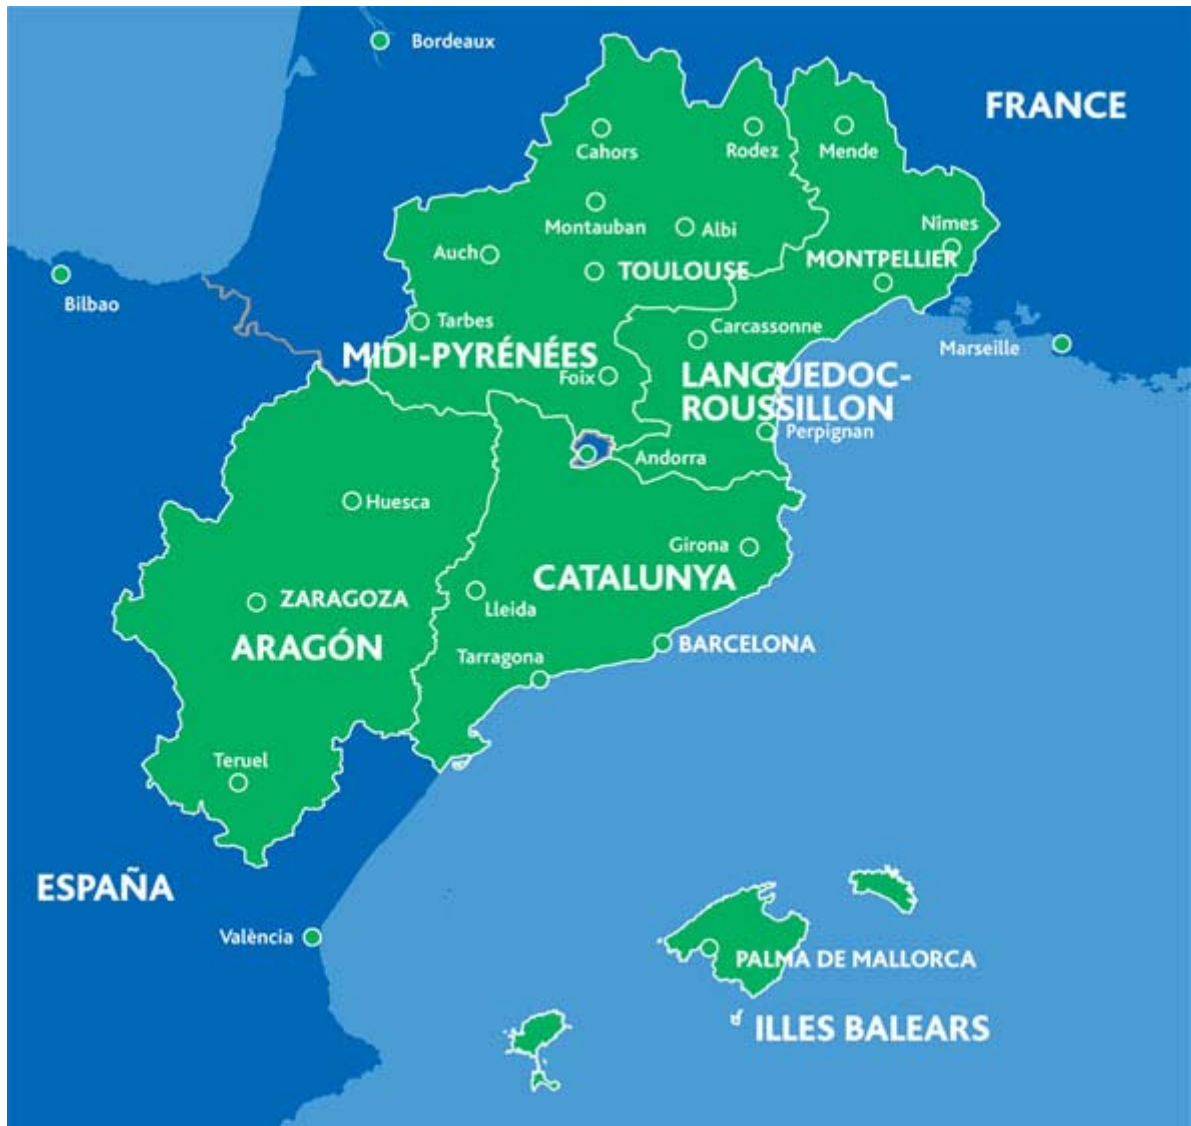 Bordeaux
FRANCE
Cahors
Rodez
Mende
Montauban
Albi
Nîmes
Auch
TOULOUSE
MONTPELLIER
Bilbao
Tarbes
Carcassonne
Marseille
MIDI-PYRÉNÉES
Foix
LANGUEDOC-
ROUSSILLON
Perpignan
Andorra
Huesca
Girona
CATALUNYA
ZARAGOZA
Lleida
ARAGÓN
BARCELONA
Tarragona
Teruel
ESPAÑA
València
PALMA DE MALLORCA
ILLES BALEARS